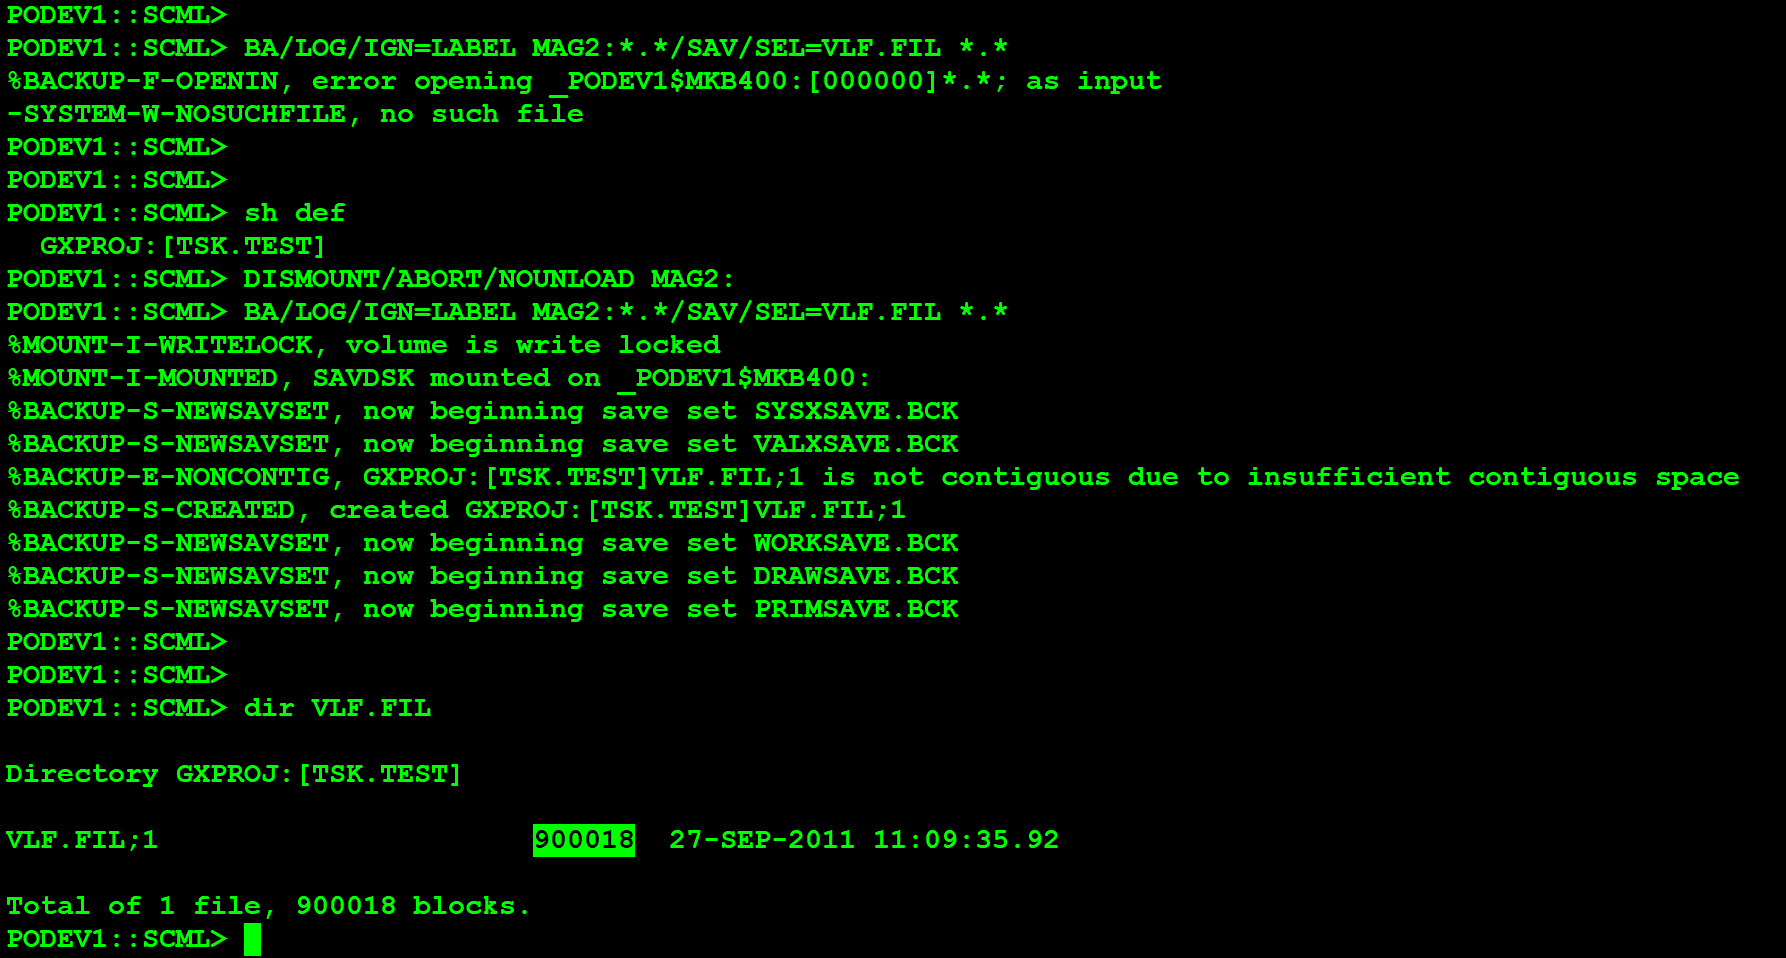 PODEV1::SCML>
PODEV1::SCML> BA/LOG/IGN=LABEL MAG2:*.*/SAV/SEL=VLF.FIL *.*
%BACKUP-F-OPENIN, error opening _PODEV1$MKB400:[000000]*.*; as input
-SYSTEM-W-NOSUCHFILE, no such file
PODEV1::SCML>
PODEV1::SCML>
PODEV1::SCML> sh def
  GXPROJ:[TSK.TEST]
PODEV1::SCML> DISMOUNT/ABORT/NOUNLOAD MAG2:
PODEV1::SCML> BA/LOG/IGN=LABEL MAG2:*.*/SAV/SEL=VLF.FIL *.*
%MOUNT-I-WRITELOCK, volume is write locked
%MOUNT-I-MOUNTED, SAVDSK mounted on _PODEV1$MKB400:
%BACKUP-S-NEWSAVSET, now beginning save set SYSXSAVE.BCK
%BACKUP-S-NEWSAVSET, now beginning save set VALXSAVE.BCK
%BACKUP-E-NONCONTIG, GXPROJ:[TSK.TEST]VLF.FIL;1 is not contiguous due to insufficient contiguous space
%BACKUP-S-CREATED, created GXPROJ:[TSK.TEST]VLF.FIL;1
%BACKUP-S-NEWSAVSET, now beginning save set WORKSAVE.BCK
%BACKUP-S-NEWSAVSET, now beginning save set DRAWSAVE.BCK
%BACKUP-S-NEWSAVSET, now beginning save set PRIMSAVE.BCK
PODEV1::SCML>
PODEV1::SCML>
PODEV1::SCML> dir VLF.FIL
Directory GXPROJ:[TSK.TEST]
VLF.FIL;1                      900018  27-SEP-2011 11:09:35.92
Total of 1 file, 900018 blocks.
PODEV1::SCML>